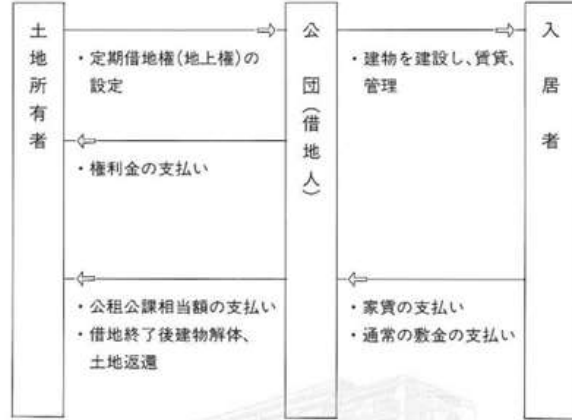 土地所有者
・定期借地権(地上権)の
設定
・権利金の支払い
・公租公課相当額の支払い
・借地終了後建物解体、
土地返還
公団(借地人)
・建物を建設し、賃貸、
管理
・家賃の支払い
・通常の敷金の支払い
入居者